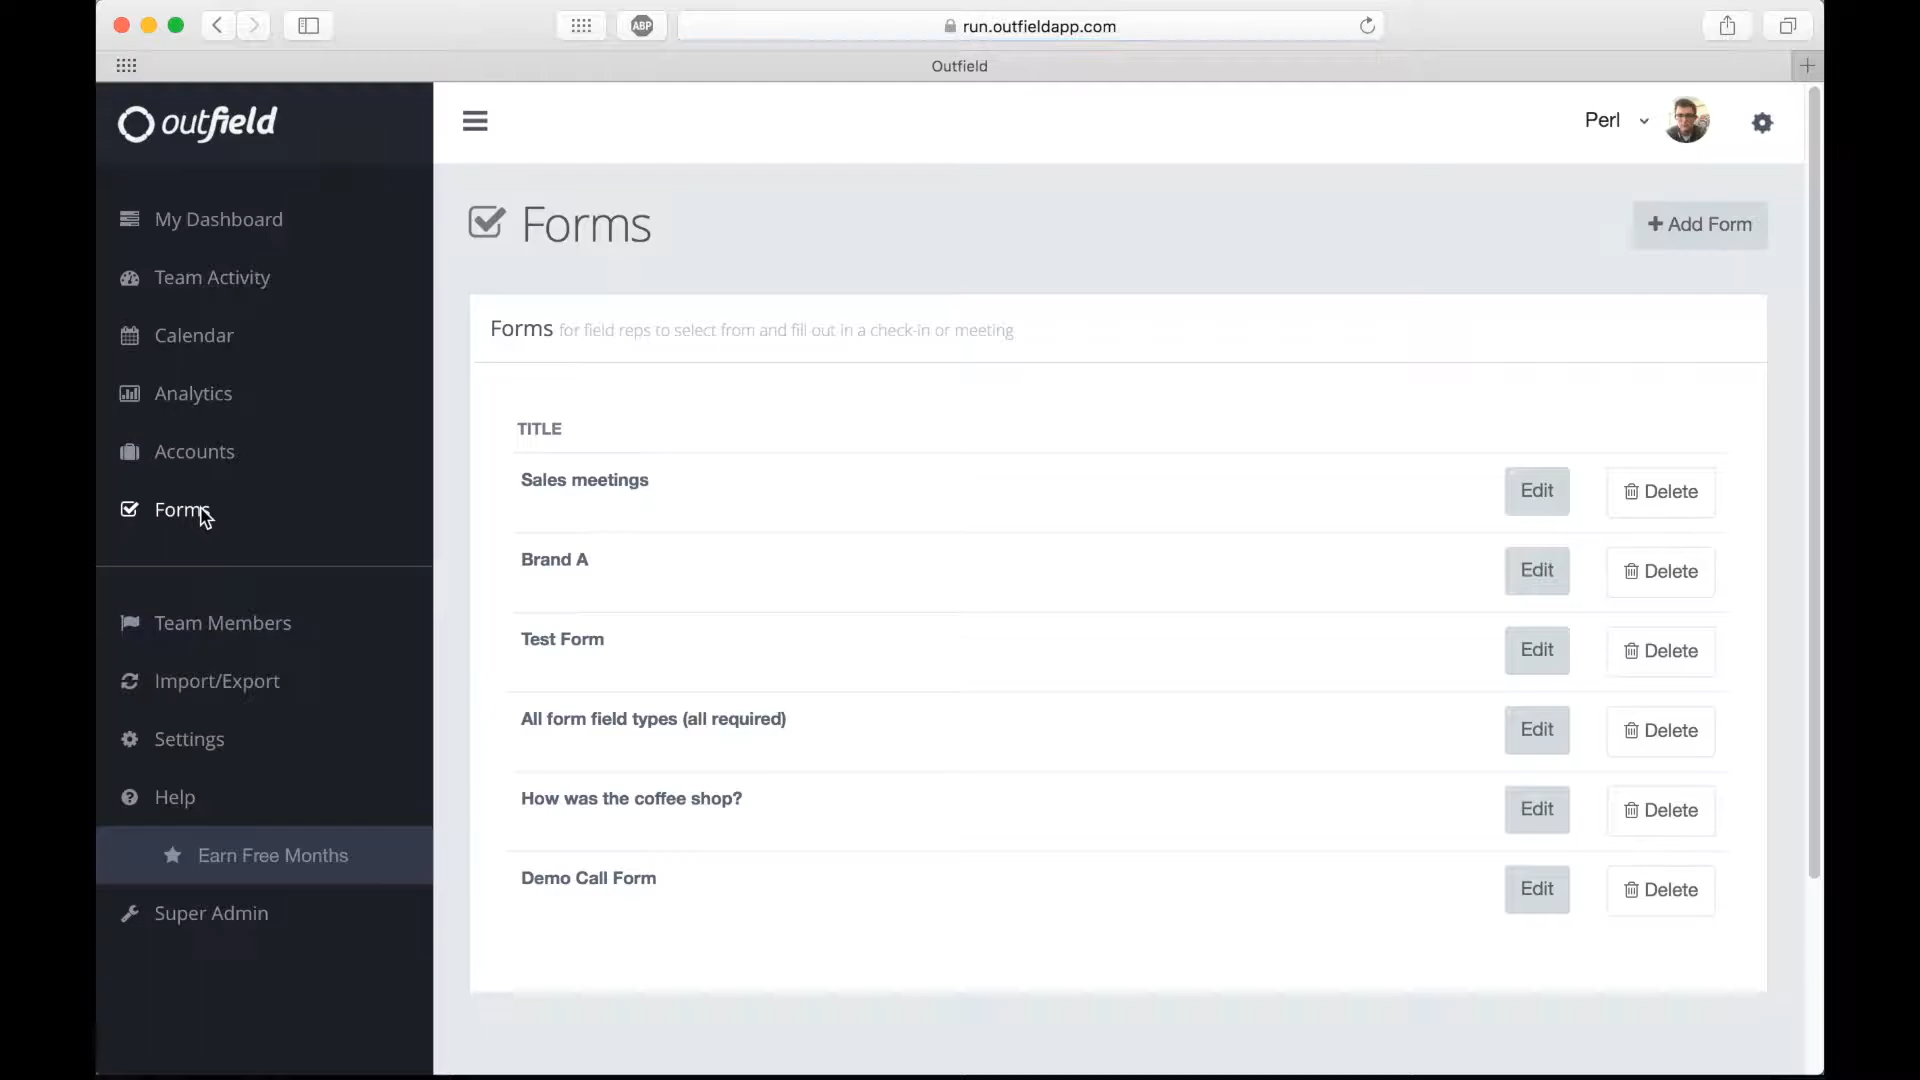 ABP
run.outfieldapp.com
Outfield
outfield
Perl
My Dashboard
Team Activity
Calendar
Analytics
Accounts
Forms
Team Members
Import/Export
Settings
Help
Earn Free Months
Super Admin
Forms
+ Add Form
Forms for field reps to select from and fill out in a check-in or meeting
TITLE
Sales meetings Edit Delete
Brand A Edit Delete
Test Form Edit Delete
All form field types (all required) Edit Delete
How was the coffee shop? Edit Delete
Demo Call Form Edit Delete